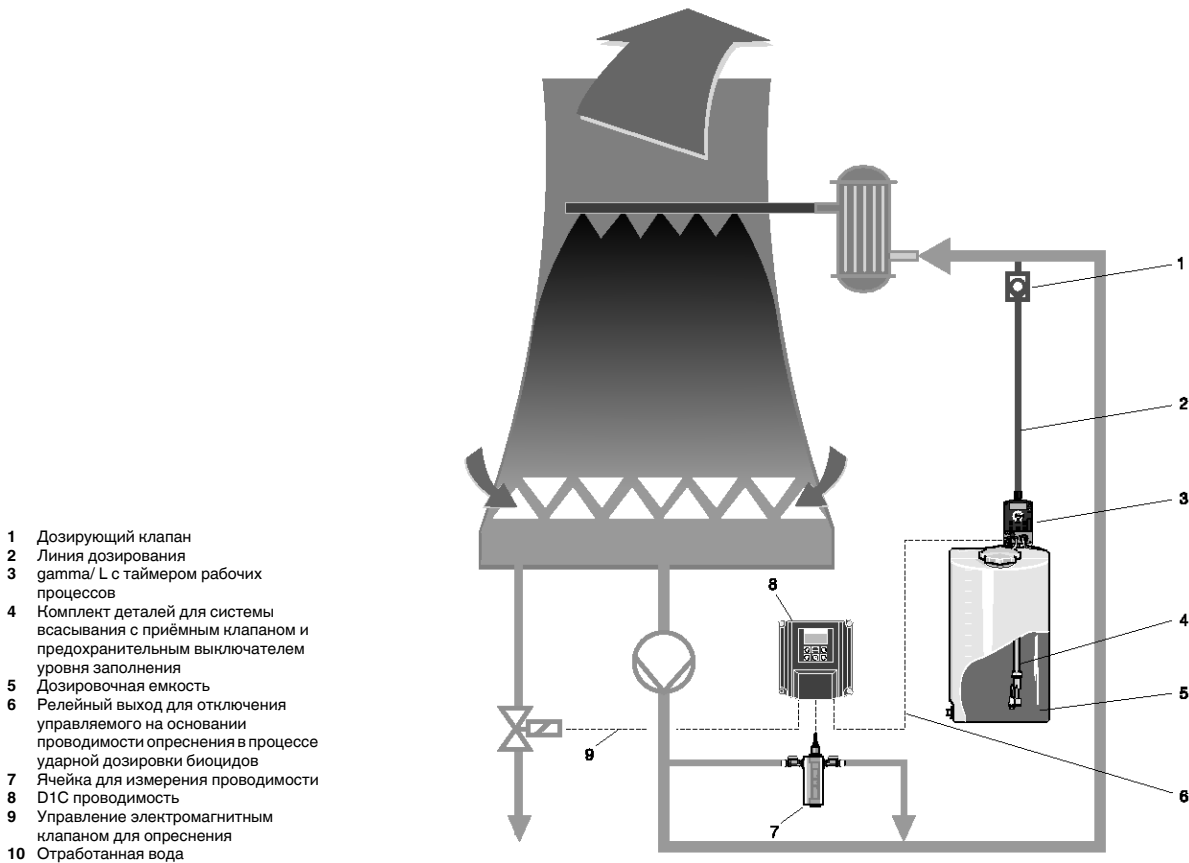 1 Дозирующий клапан
2 Линия дозирования
3 gamma/ L с таймером рабочих
процессов
4 Комплект деталей для системы
всасывания с приёмным клапаном и
предохранительным выключателем
уровня заполнения
5 Дозировочная емкость
6 Релейный выход для отключения
управляемого на основании
проводимости опреснения в процессе
ударной дозировки биоцидов
7 Ячейка для измерения проводимости
8 D1C проводимость
9 Управление электромагнитным
клапаном для опреснения
10 Отработанная вода
1
2
3
8
4
5
9
6
7